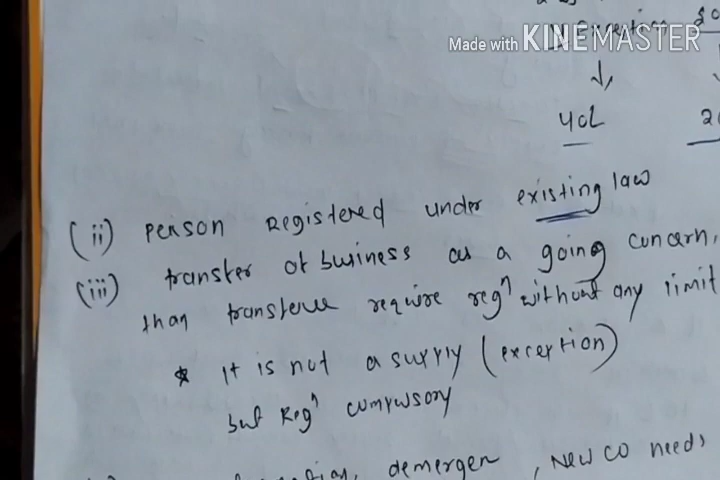 Exception
Made with KINEMASTER
40L
(ii) Person Registered under existing law
(iii) transfer of business as a going concern,
than transferee require regⁿ without any limit
* It is not a supply (exception)
but Regⁿ compulsory
demerger, New co needs